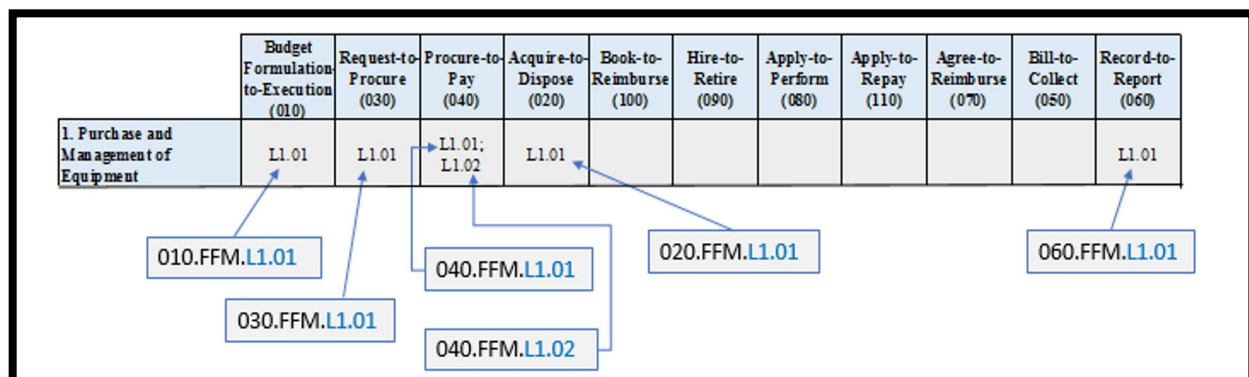 Budget
Formulation-
to-Execution
(010)
Request-to-
Procure
(030)
Procure-to-
Pay
(040)
Acquire-to-
Dispose
(020)
Book-to-
Reimburse
(100)
Hire-to-
Retire
(090)
Apply-to-
Perform
(080)
Apply-to-
Repay
(110)
Agree-to-
Reimburse
(070)
Bill-to-
Collect
(050)
Record-to-
Report
(060)
1. Purchase and
Management of
Equipment
L1.01
L1.01
L1.01;
L1.02
L1.01
L1.01
010.FFM.L1.01
030.FFM.L1.01
040.FFM.L1.01
040.FFM.L1.02
020.FFM.L1.01
060.FFM.L1.01